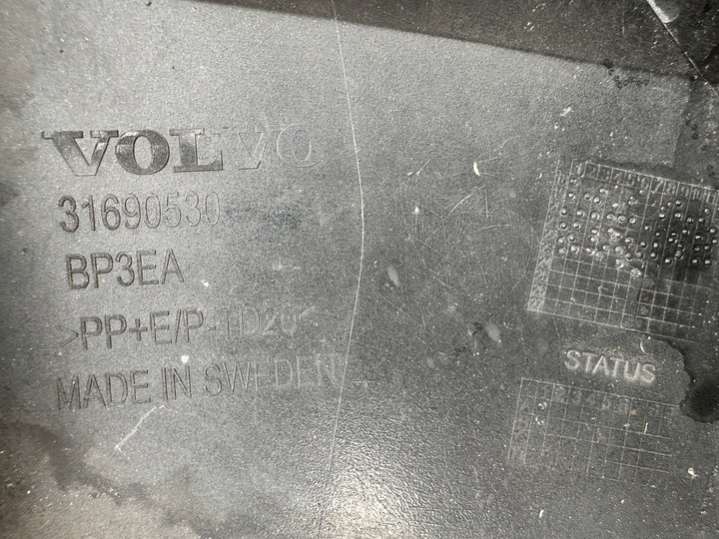 VOLVO
31690530
BP3EA
>PP+E/P-TD20<
MADE IN SWEDEN
STATUS